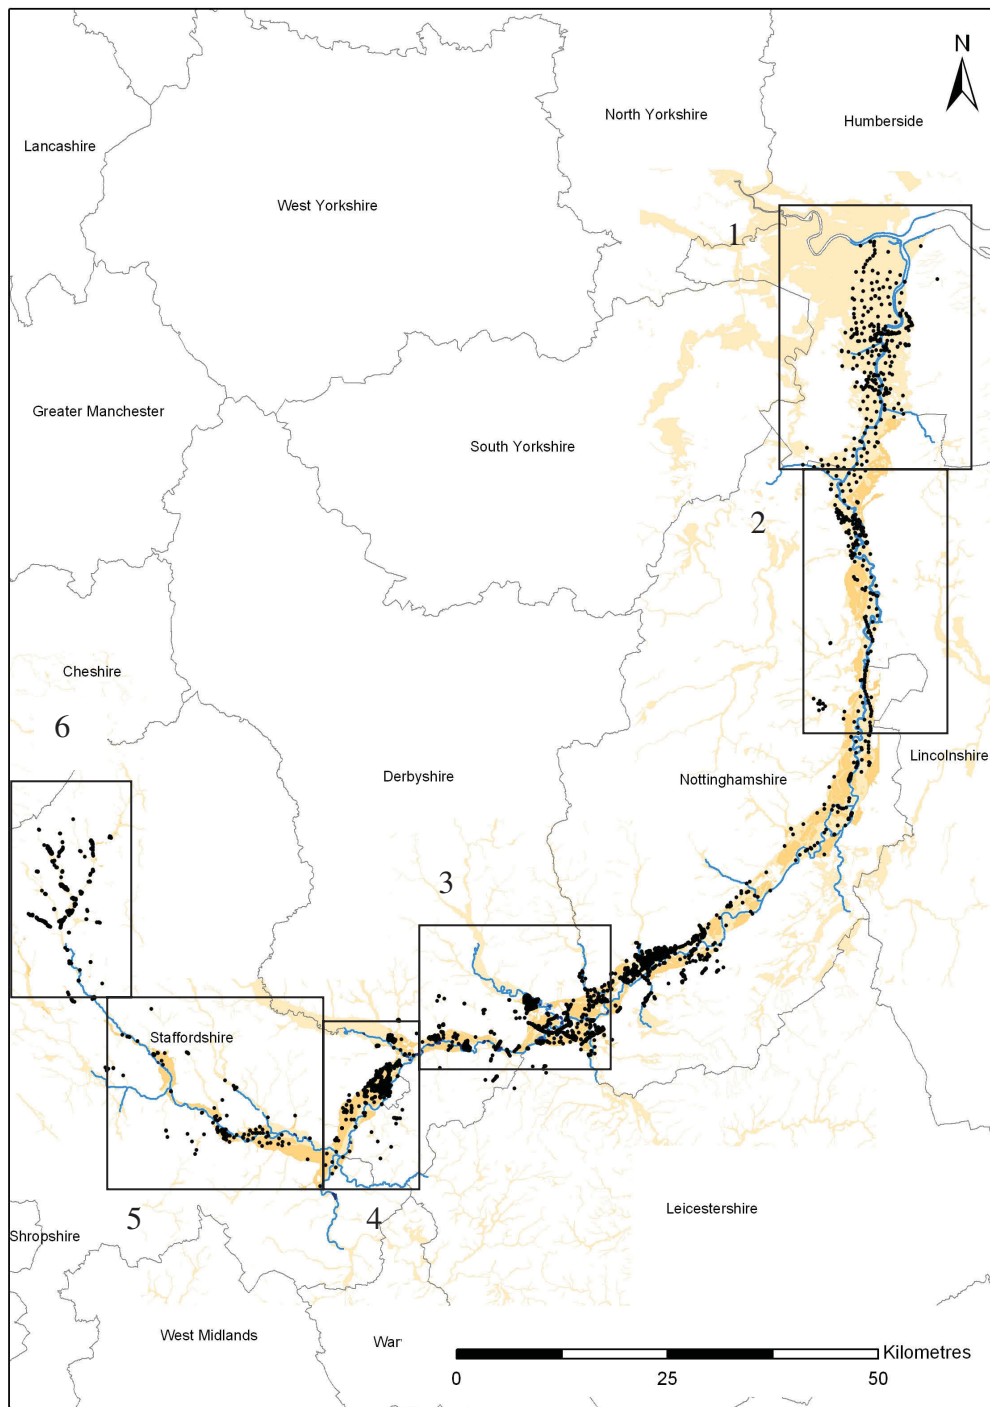 N
North Yorkshire
Humberside
Lancashire
West Yorkshire
1
Greater Manchester
South Yorkshire
2
Cheshire
6
Derbyshire
Nottinghamshire
Lincolnshire
3
Staffordshire
5
4
Leicestershire
Shropshire
West Midlands
War
Kilometres
0 25 50